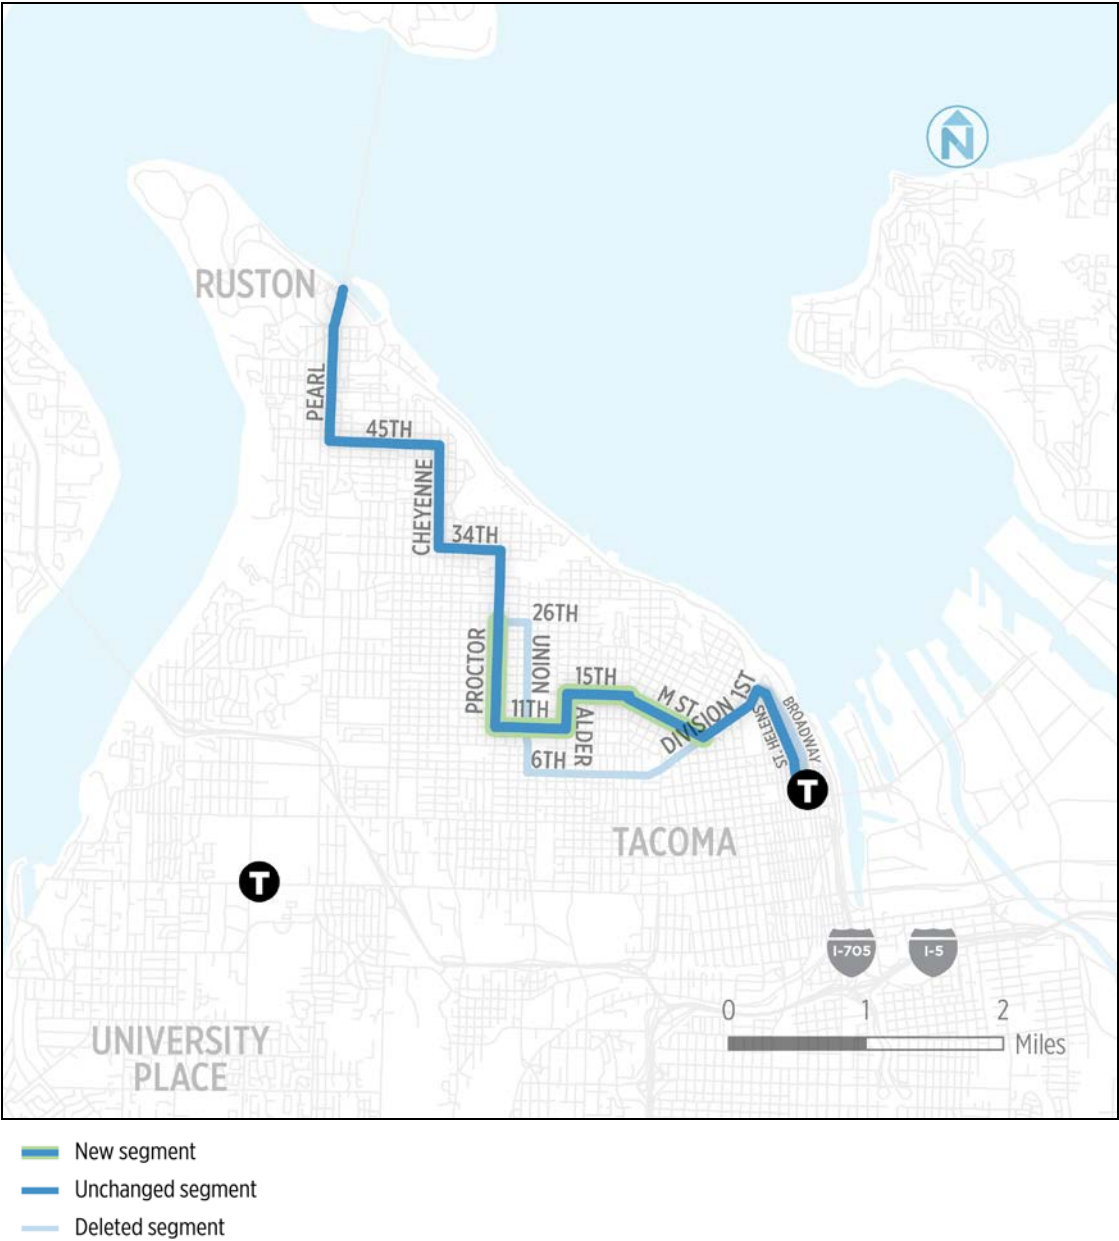 N
RUSTON
PEARL
45TH
CHEYENNE
34TH
26TH
PROCTOR
UNION
15TH
11TH
ALDER
M ST
DIVISION 1ST
BROADWAY
ST. HELENS
6TH
T
TACOMA
T
I-705
I-5
0 1 2
Miles
UNIVERSITY
PLACE
New segment
Unchanged segment
Deleted segment